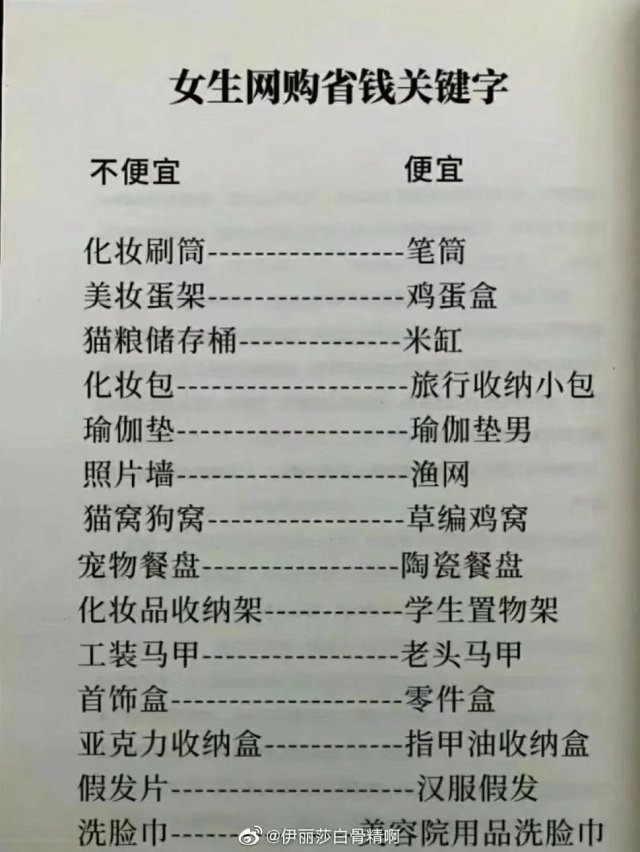 女生网购省钱关键字
不便宜 便宜
化妆刷筒----------------笔筒
美妆蛋架----------------鸡蛋盒
猫粮储存桶-------------米缸
化妆包-------------------旅行收纳小包
瑜伽垫-------------------瑜伽垫男
照片墙-------------------渔网
猫窝狗窝----------------草编鸡窝
宠物餐盘----------------陶瓷餐盘
化妆品收纳架-----------学生置物架
工装马甲----------------老头马甲
首饰盒-------------------零件盒
亚克力收纳盒-----------指甲油收纳盒
假发片-------------------汉服假发
洗脸巾---------------美容院用品洗脸巾
@伊丽莎白骨精啊